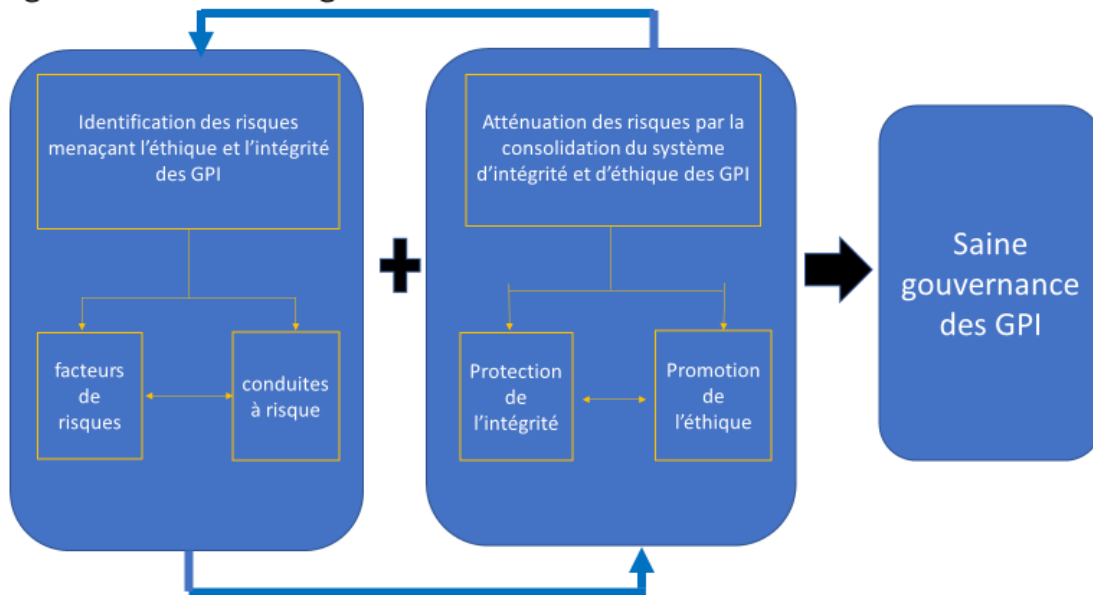 Identification des risques
menaçant l'éthique et l'intégrité
des GPI
facteurs
de
risques
conduites
à risque
Atténuation des risques par la
consolidation du système
d'intégrité et d'éthique des GPI
Protection
de
l'intégrité
Promotion
de
l'éthique
Saine
gouvernance
des GPI